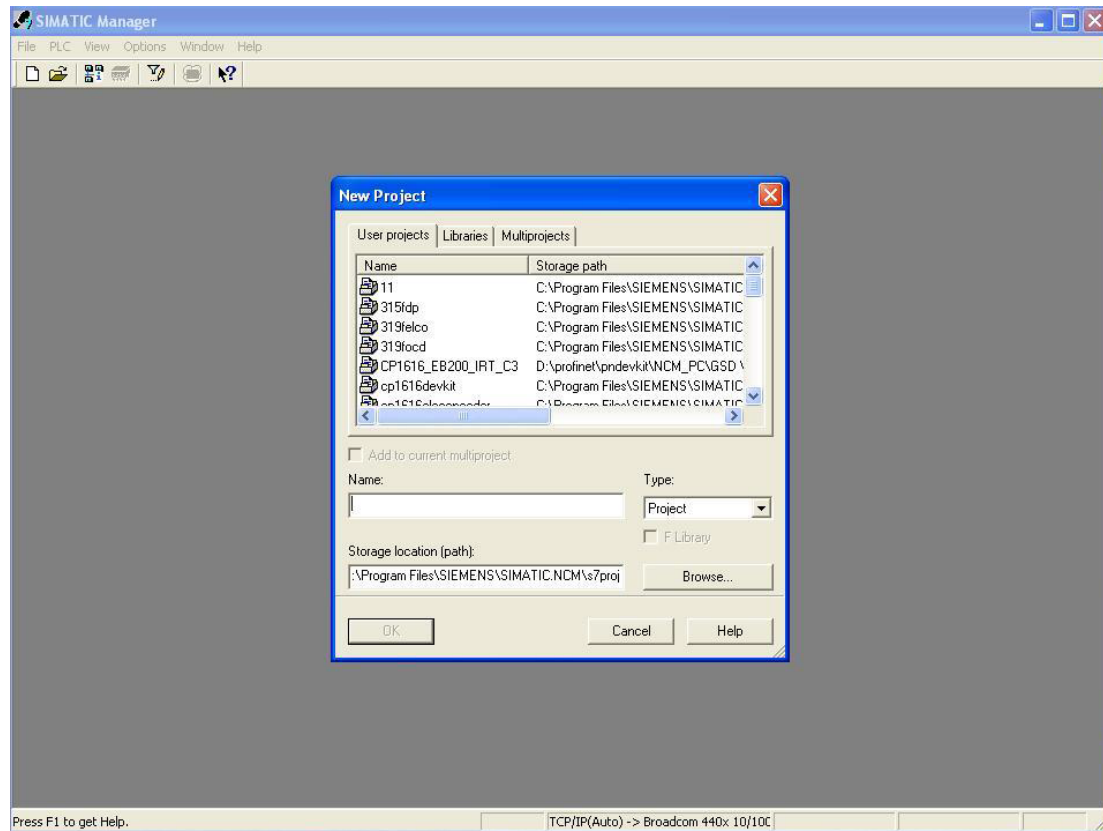 SIMATIC Manager
File PLC View Options Window Help
New Project
User projects Libraries Multiprojects
Name Storage path
11 C:\Program Files\SIEMENS\SIMATIC
315fdp C:\Program Files\SIEMENS\SIMATIC
319felco C:\Program Files\SIEMENS\SIMATIC
319focd C:\Program Files\SIEMENS\SIMATIC
CP1616_EB200_IRT_C3 D:\profinet\pndevkit\NCM_PC\GSD \
cp1616devkit C:\Program Files\SIEMENS\SIMATIC
C:\Program Files\SIEMENS\SIMATIC
Add to current multiproject
Name: Type:
Project
F Library
Storage location (path):
:\Program Files\SIEMENS\SIMATIC.NCM\s7proj Browse...
OK Cancel Help
Press F1 to get Help. TCP/IP(Auto) -> Broadcom 440x 10/100